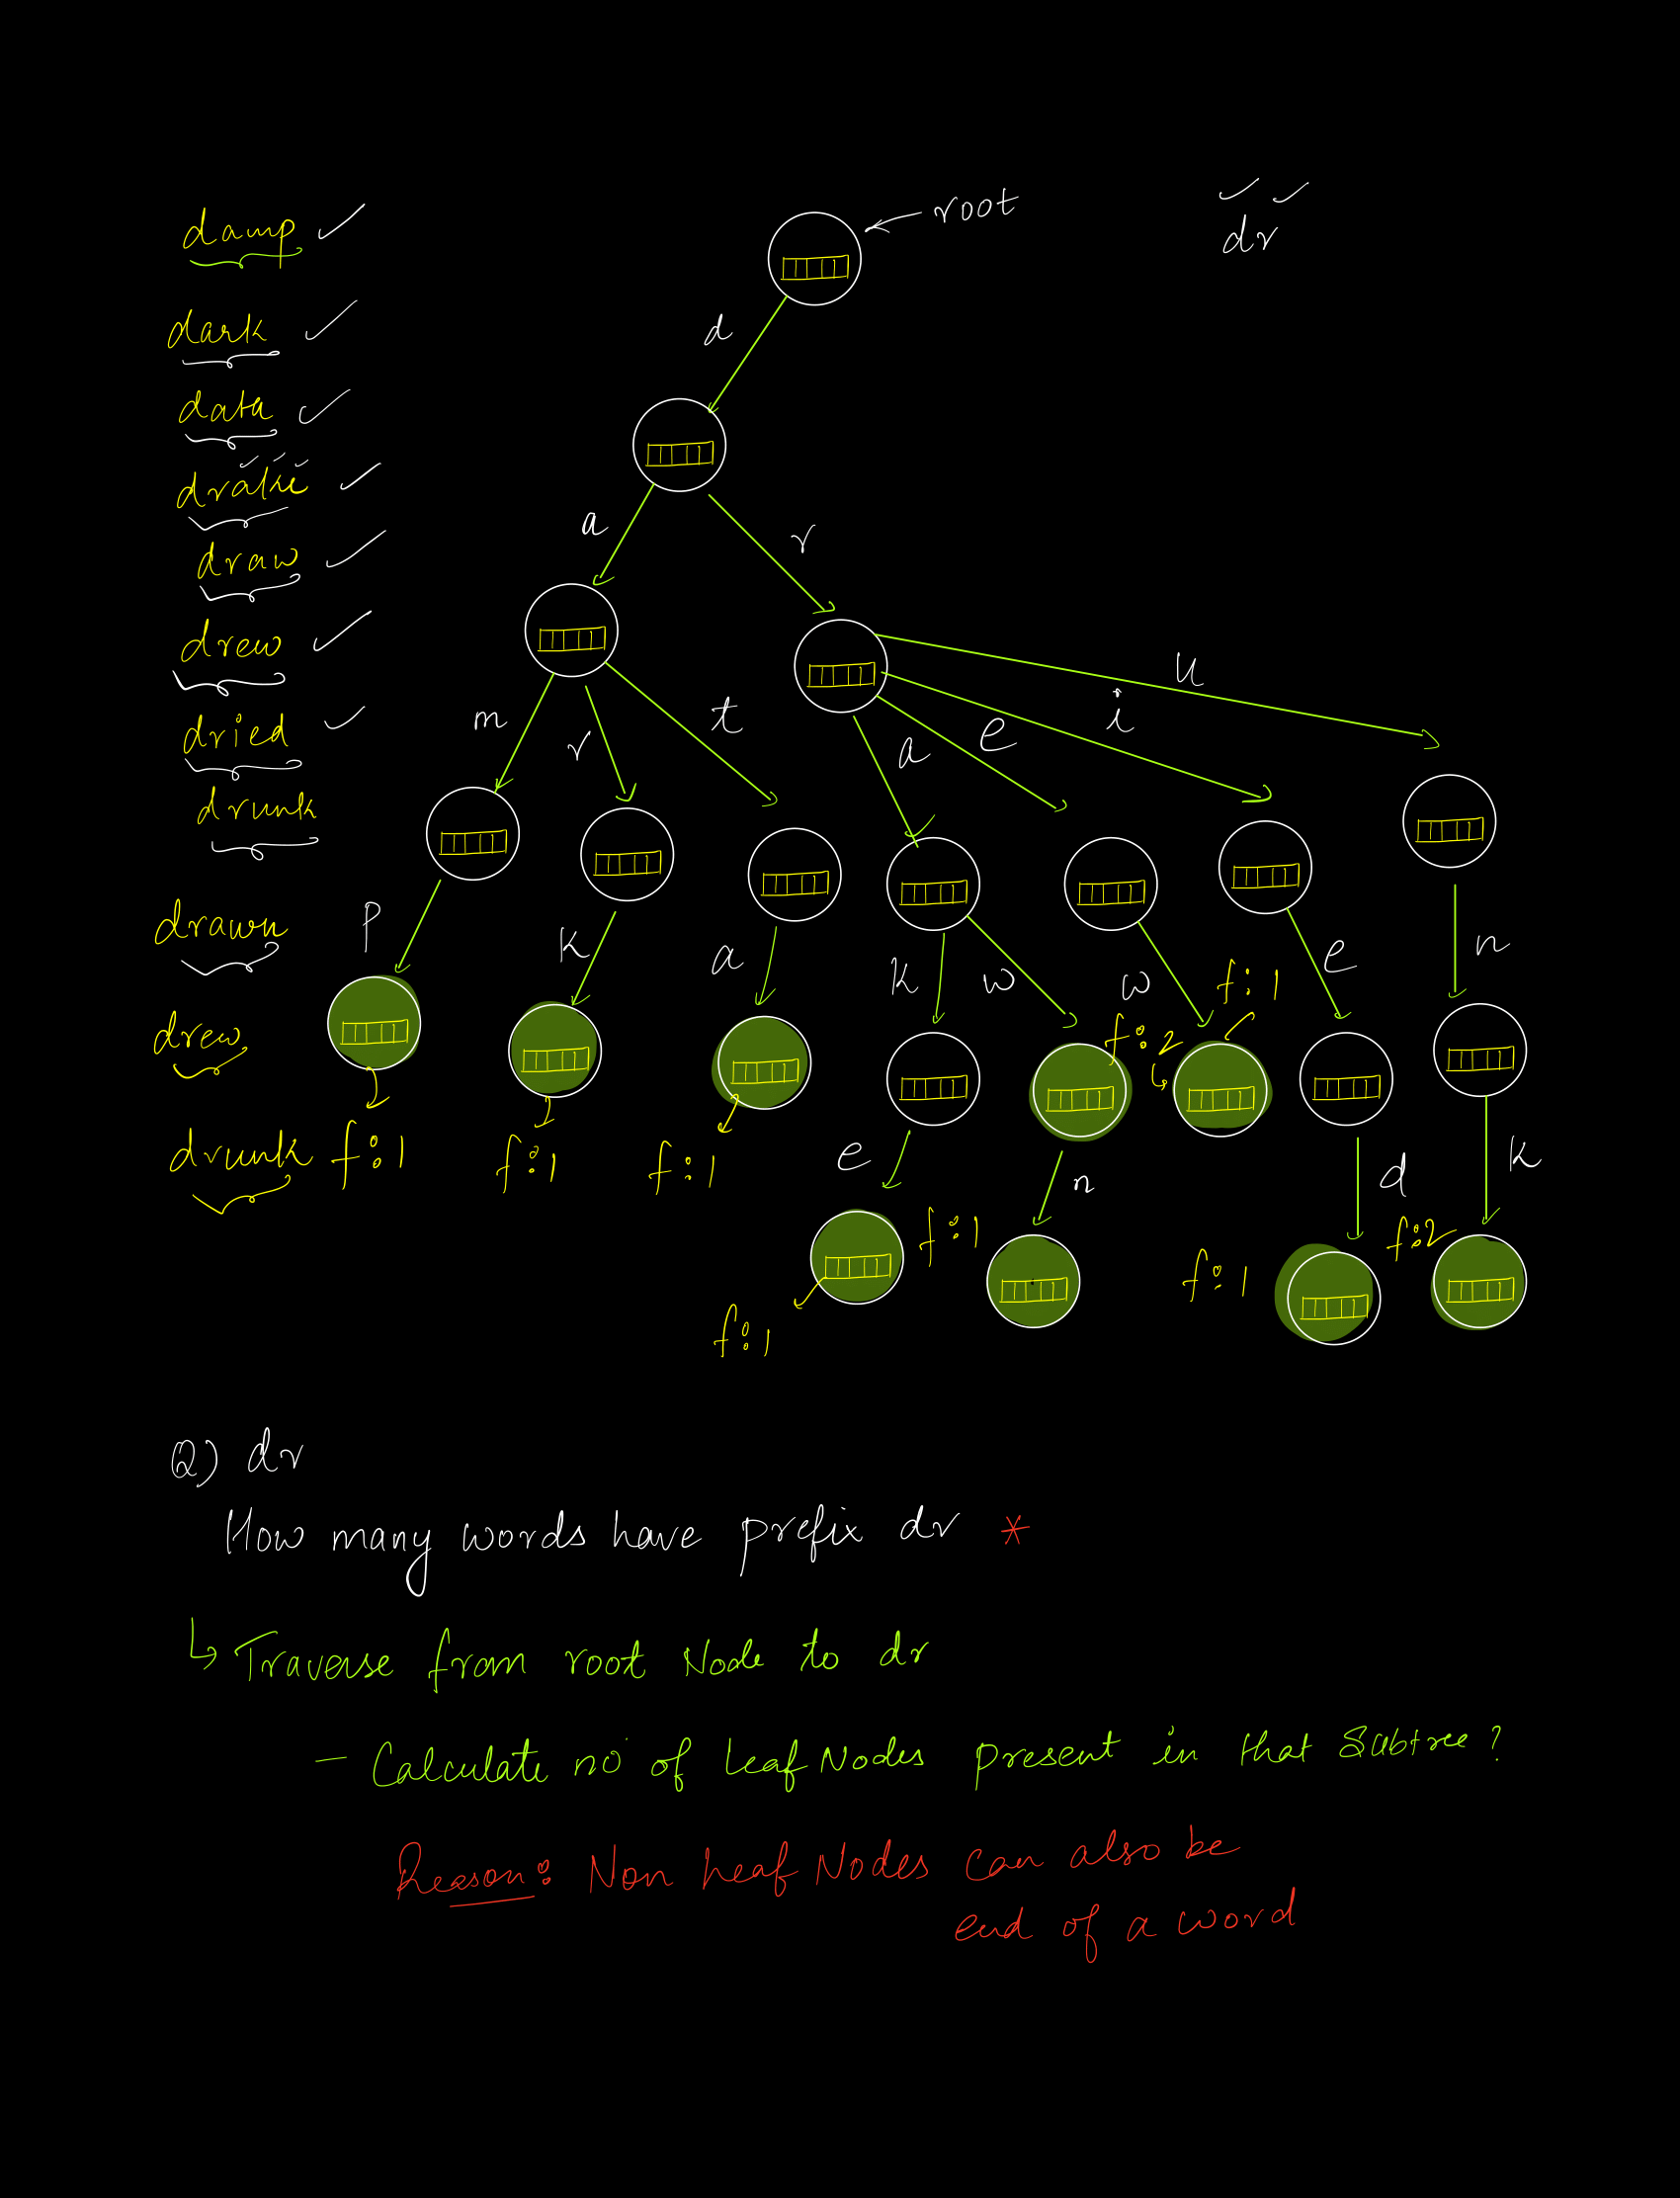 root
dr
damp
dark
data
drake
draw
drew
dried
drunk
drawn
drew
drunk
d
a
r
m
r
t
a
e
i
u
p
k
a
k
w
w
e
n
f:1
f:2
f:1
f:1
f:1
e
n
d
k
f:1
f:1
f:1
f:2
Q) dr
How many words have prefix dr *
↳ Traverse from root Node to dr
- Calculate no of Leaf Nodes present in that Subtree?
Reason: Non Leaf Nodes can also be
end of a word